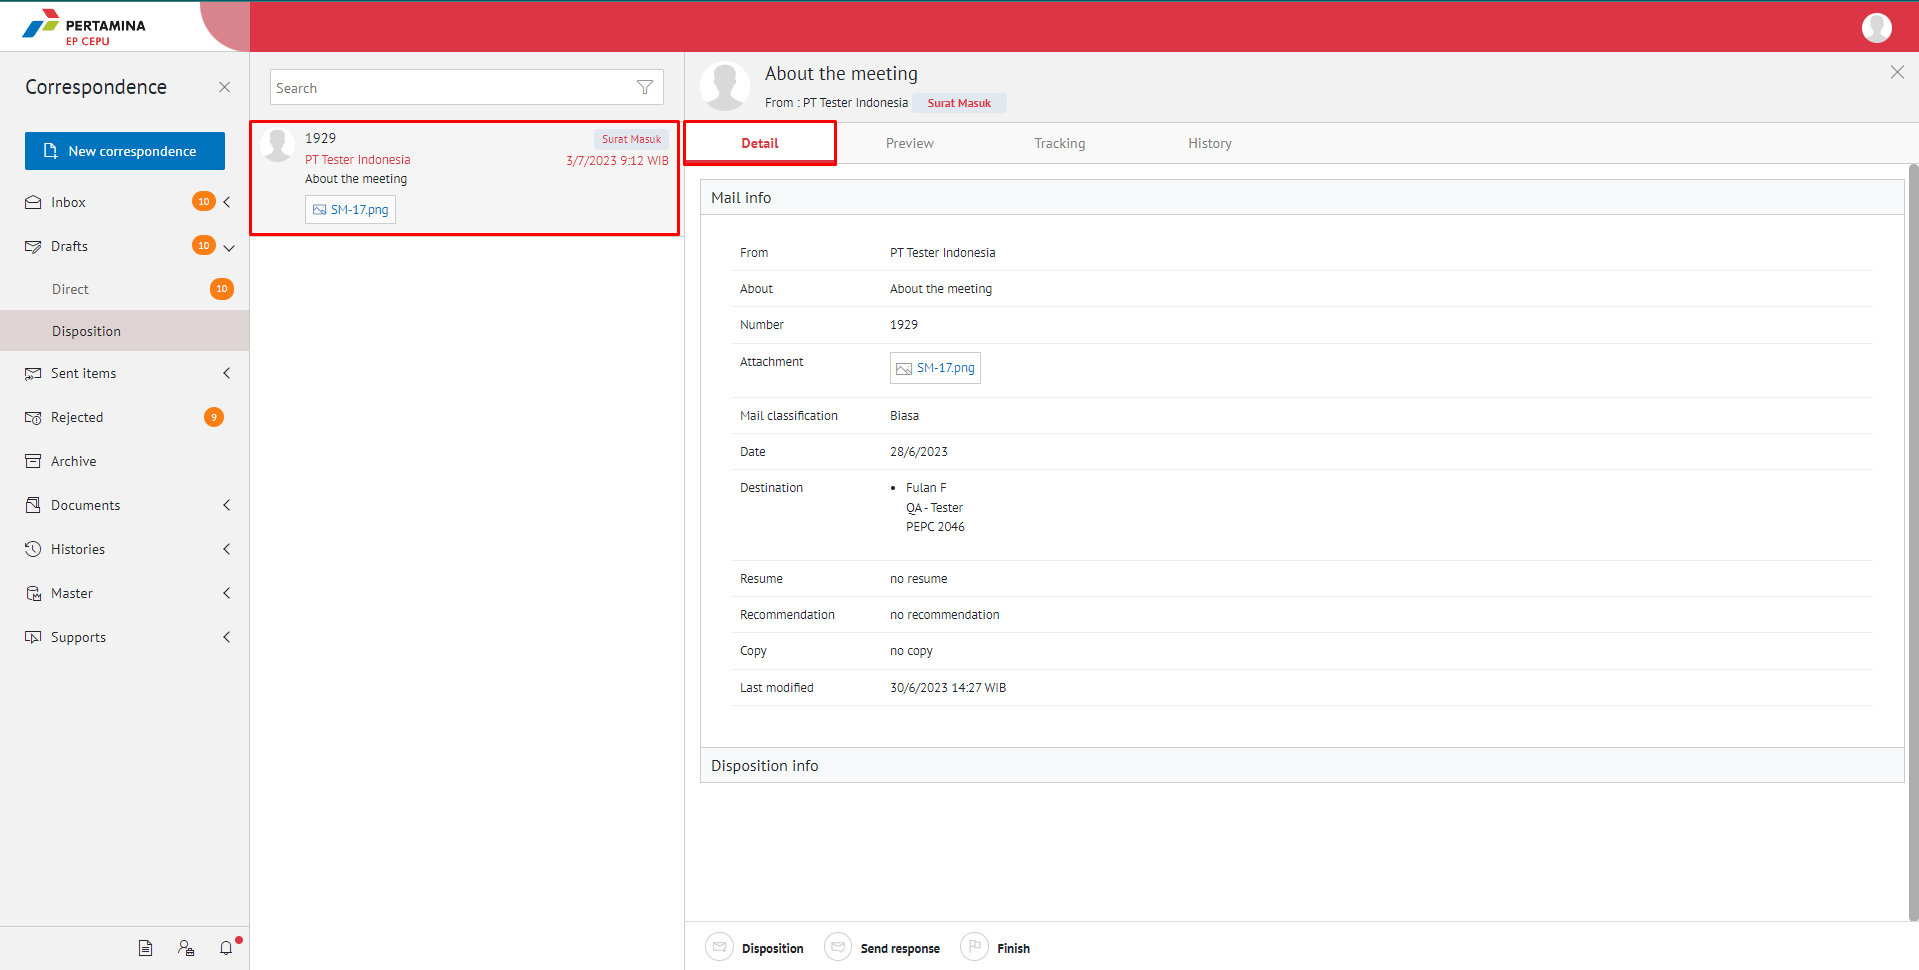 PERTAMINA
EP CEPU
Correspondence
New correspondence
Inbox 10
Drafts 10
Direct 10
Disposition
Sent items
Rejected 9
Archive
Documents
Histories
Master
Supports
Search
1929 Surat Masuk
PT Tester Indonesia 3/7/2023 9:12 WIB
About the meeting
SM-17.png
About the meeting
From : PT Tester Indonesia Surat Masuk
Detail Preview Tracking History
Mail info
From PT Tester Indonesia
About About the meeting
Number 1929
Attachment SM-17.png
Mail classification Biasa
Date 28/6/2023
Destination • Fulan F
QA - Tester
PEPC 2046
Resume no resume
Recommendation no recommendation
Copy no copy
Last modified 30/6/2023 14:27 WIB
Disposition info
Disposition Send response Finish